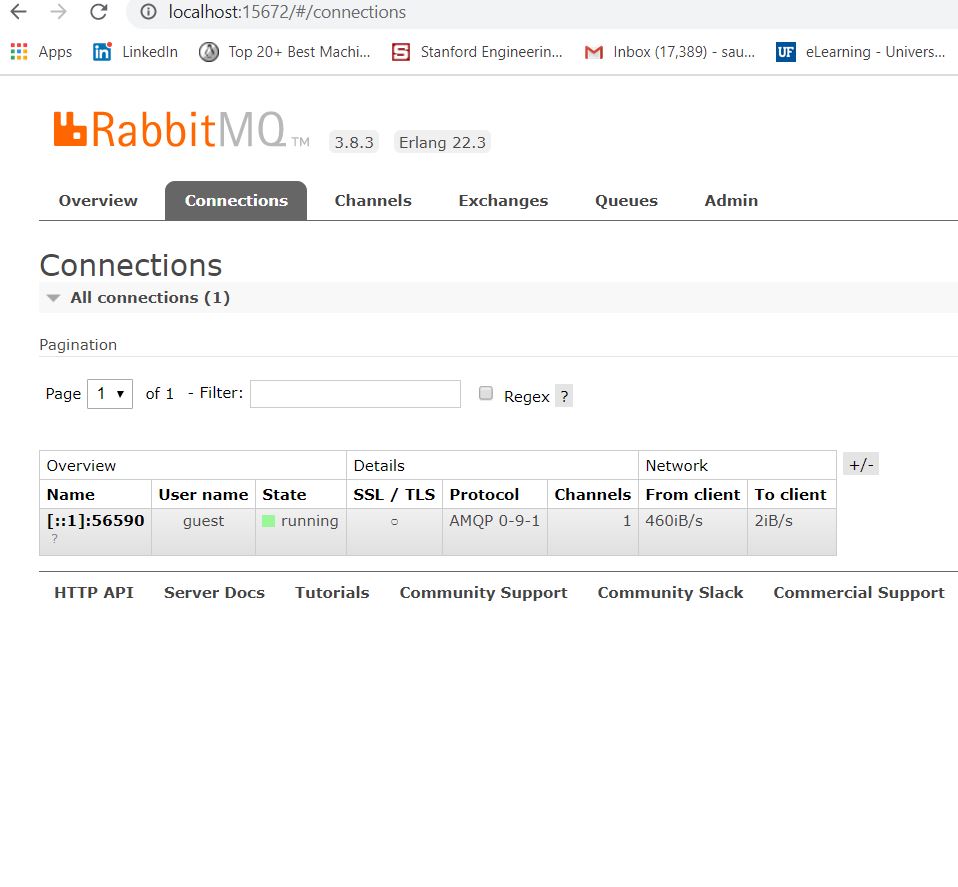 localhost:15672/#/connections
Apps LinkedIn Top 20+ Best Machi... Stanford Engineerin... Inbox (17,389) - sau... UF eLearning - Univers...
RabbitMQ TM 3.8.3 Erlang 22.3
Overview Connections Channels Exchanges Queues Admin
Connections
All connections (1)
Pagination
Page 1 of 1 - Filter: Regex ?
Overview Details Network +/-
Name User name State SSL / TLS Protocol Channels From client To client
[::1]:56590 guest running ○ AMQP 0-9-1 1 460iB/s 2iB/s
?
HTTP API Server Docs Tutorials Community Support Community Slack Commercial Support